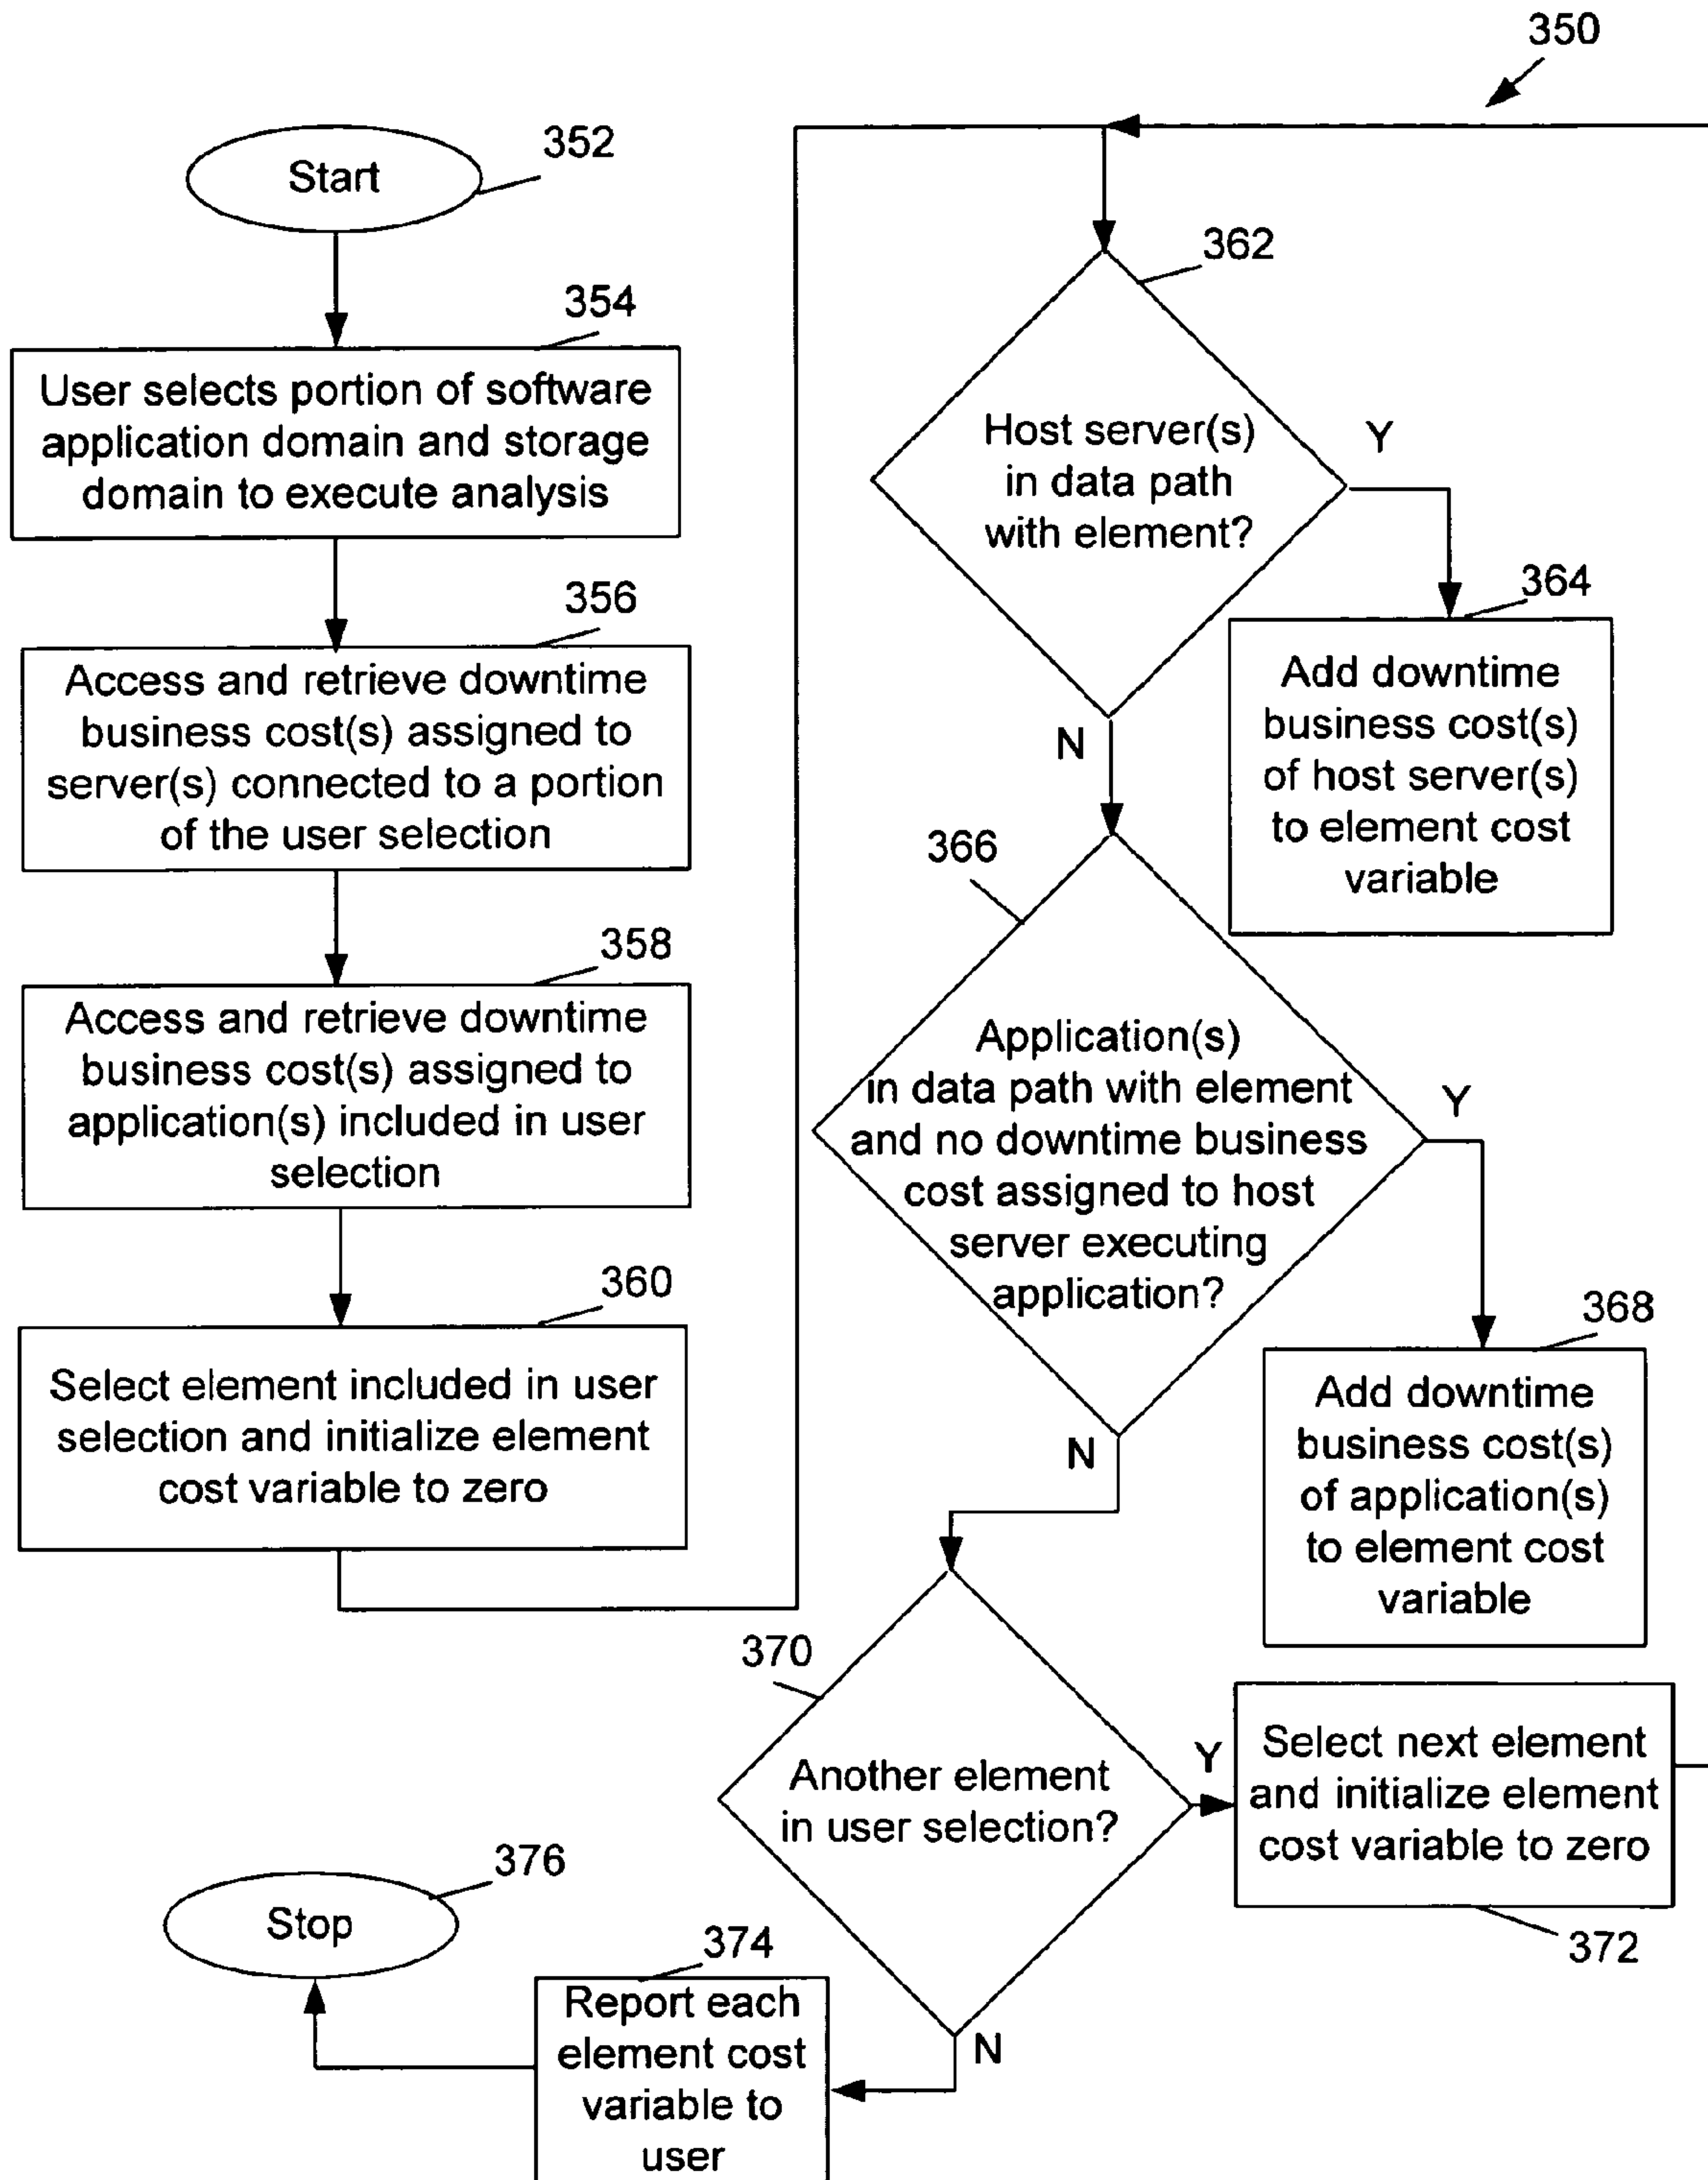 350
352
Start
354
User selects portion of software
application domain and storage
domain to execute analysis
356
Access and retrieve downtime
business cost(s) assigned to
server(s) connected to a portion
of the user selection
358
Access and retrieve downtime
business cost(s) assigned to
application(s) included in user
selection
360
Select element included in user
selection and initialize element
cost variable to zero
362
Host server(s)
in data path
with element?
Y
N
364
Add downtime
business cost(s)
of host server(s)
to element cost
variable
366
Application(s)
in data path with element
and no downtime business
cost assigned to host
server executing
application?
Y
N
368
Add downtime
business cost(s)
of application(s)
to element cost
variable
370
Another element
in user selection?
Y
N
Select next element
and initialize element
cost variable to zero
372
374
Report each
element cost
variable to
user
376
Stop